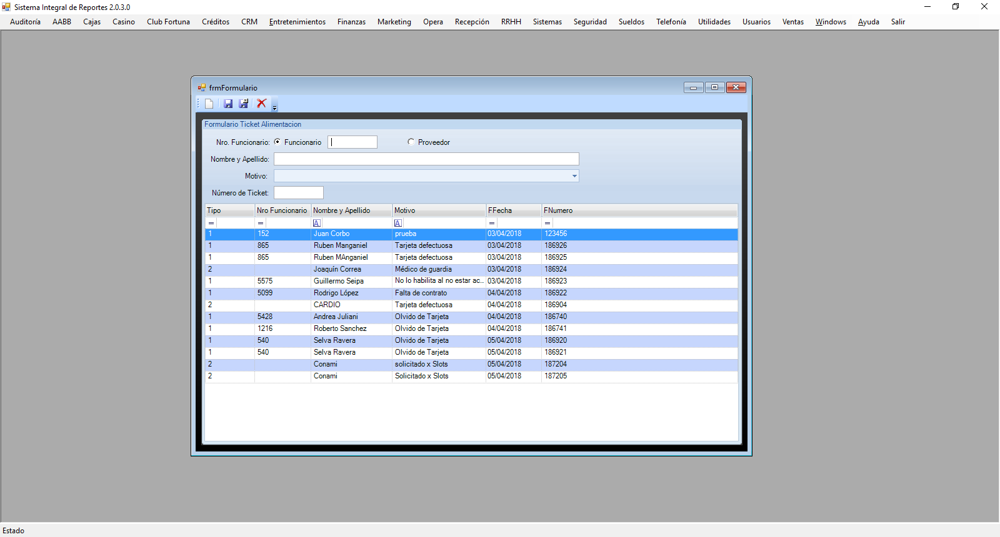 Sistema Integral de Reportes 2.0.3.0
Auditoría AABB Cajas Casino Club Fortuna Créditos CRM Entretenimientos Finanzas Marketing Opera Recepción RRHH Sistemas Seguridad Sueldos Telefonía Utilidades Usuarios Ventas Windows Ayuda Salir
frmFormulario
Formulario Ticket Alimentacion
Nro. Funcionario: Funcionario Proveedor
Nombre y Apellido:
Motivo:
Número de Ticket:
Tipo Nro Funcionario Nombre y Apellido Motivo FFecha FNumero
= = A A = =
1 152 Juan Corbo prueba 03/04/2018 123456
1 865 Ruben Manganiel Tarjeta defectuosa 03/04/2018 186926
1 865 Ruben MAnganiel Tarjeta defectuosa 03/04/2018 186925
2 Joaquín Correa Médico de guardia 03/04/2018 186924
1 5575 Guillermo Seipa No lo habilita al no estar ac... 03/04/2018 186923
1 5099 Rodrigo López Falta de contrato 04/04/2018 186922
2 CARDIO Tarjeta defectuosa 04/04/2018 186904
1 5428 Andrea Juliani Olvido de Tarjeta 04/04/2018 186740
1 1216 Roberto Sanchez Olvido de Tarjeta 04/04/2018 186741
1 540 Selva Ravera Olvido de Tarjeta 05/04/2018 186920
1 540 Selva Ravera Olvido de Tarjeta 05/04/2018 186921
2 Conami solicitado x Slots 05/04/2018 187204
2 Conami Solicitado x Slots 05/04/2018 187205
Estado